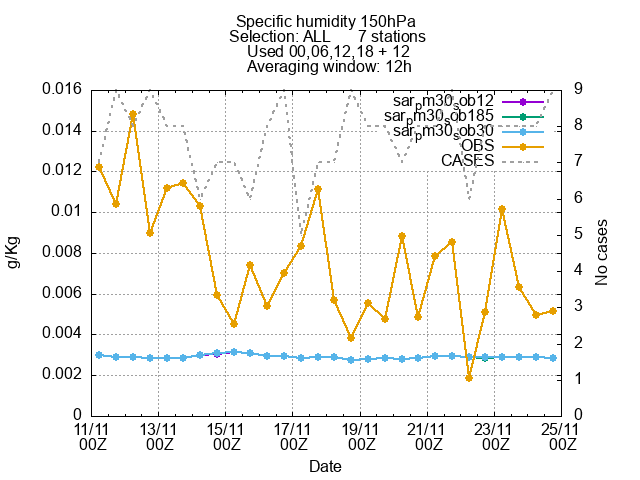 Specific humidity 150hPa
Selection: ALL 7 stations
Used 00,06,12,18 + 12
Averaging window: 12h
sarpm30sob12
sarpm30sob185
sarpm30sob30
OBS
CASES
0.016
0.014
0.012
0.01
0.008
0.006
0.004
0.002
0
9
8
7
6
5
4
3
2
1
0
g/Kg
No cases
11/11 13/11 15/11 17/11 19/11 21/11 23/11 25/11
00Z 00Z 00Z 00Z 00Z 00Z 00Z 00Z
Date